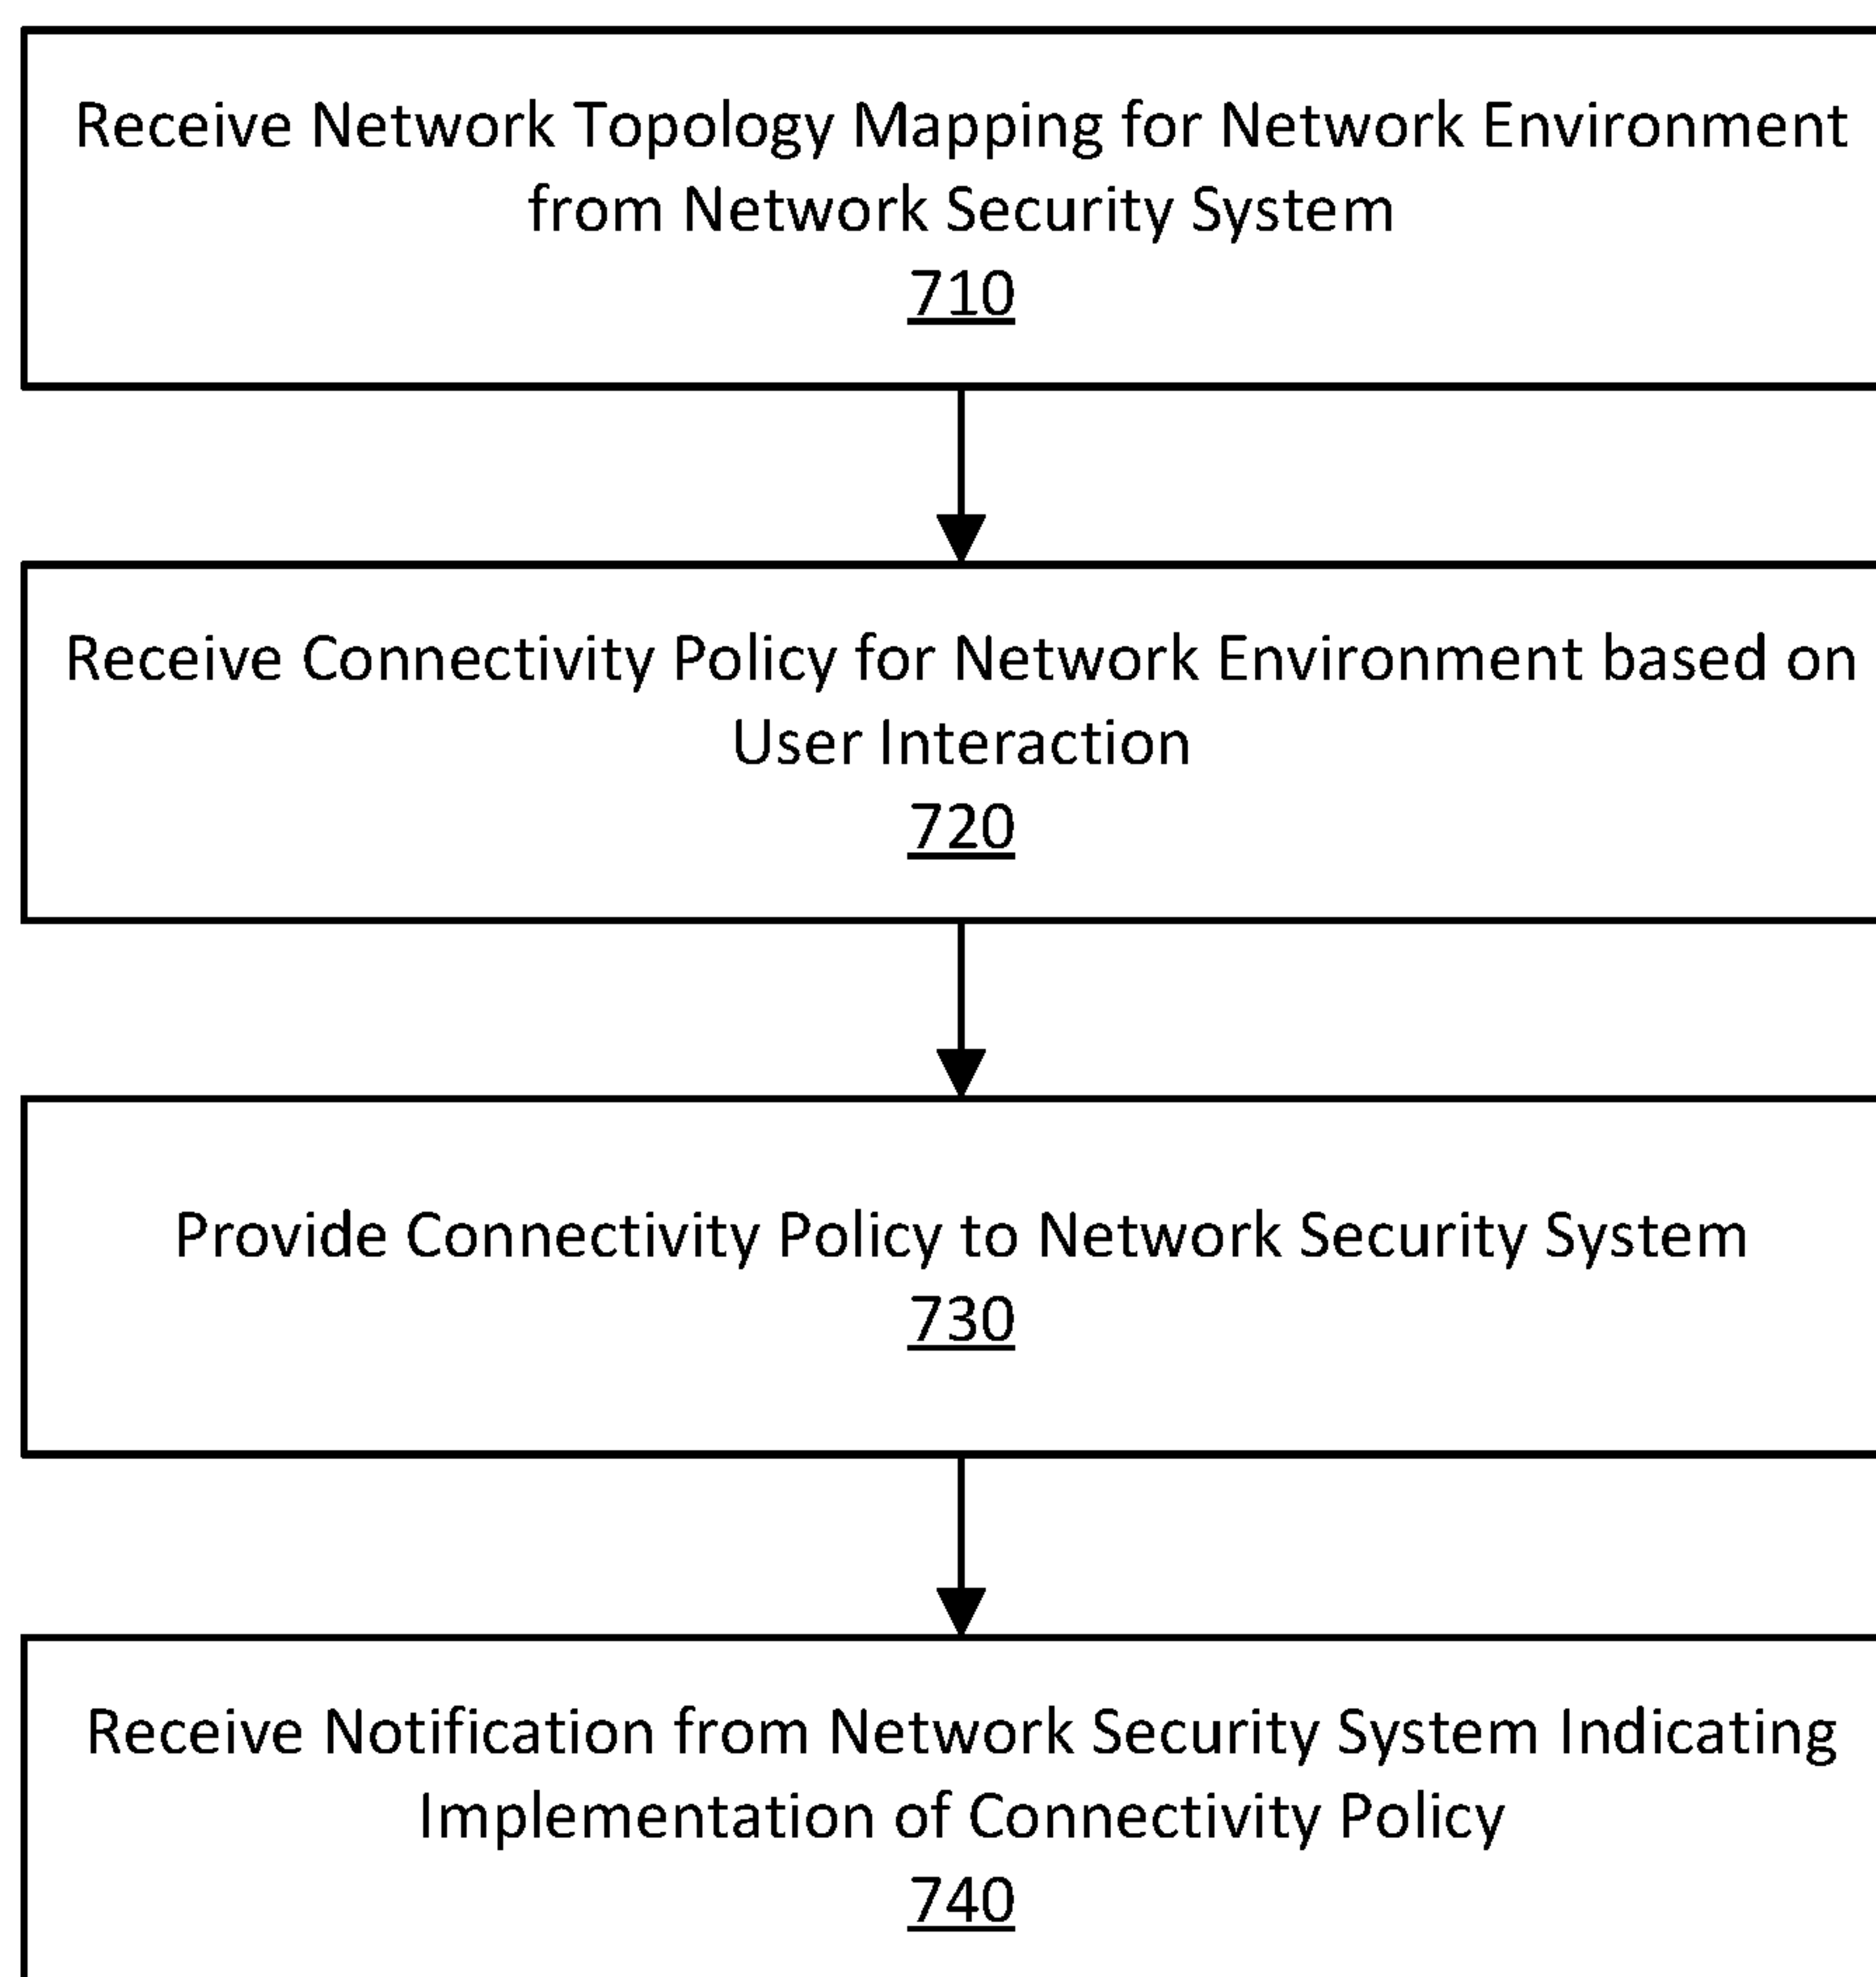 Receive Network Topology Mapping for Network Environment
from Network Security System
710
Receive Connectivity Policy for Network Environment based on
User Interaction
720
Provide Connectivity Policy to Network Security System
730
Receive Notification from Network Security System Indicating
Implementation of Connectivity Policy
740